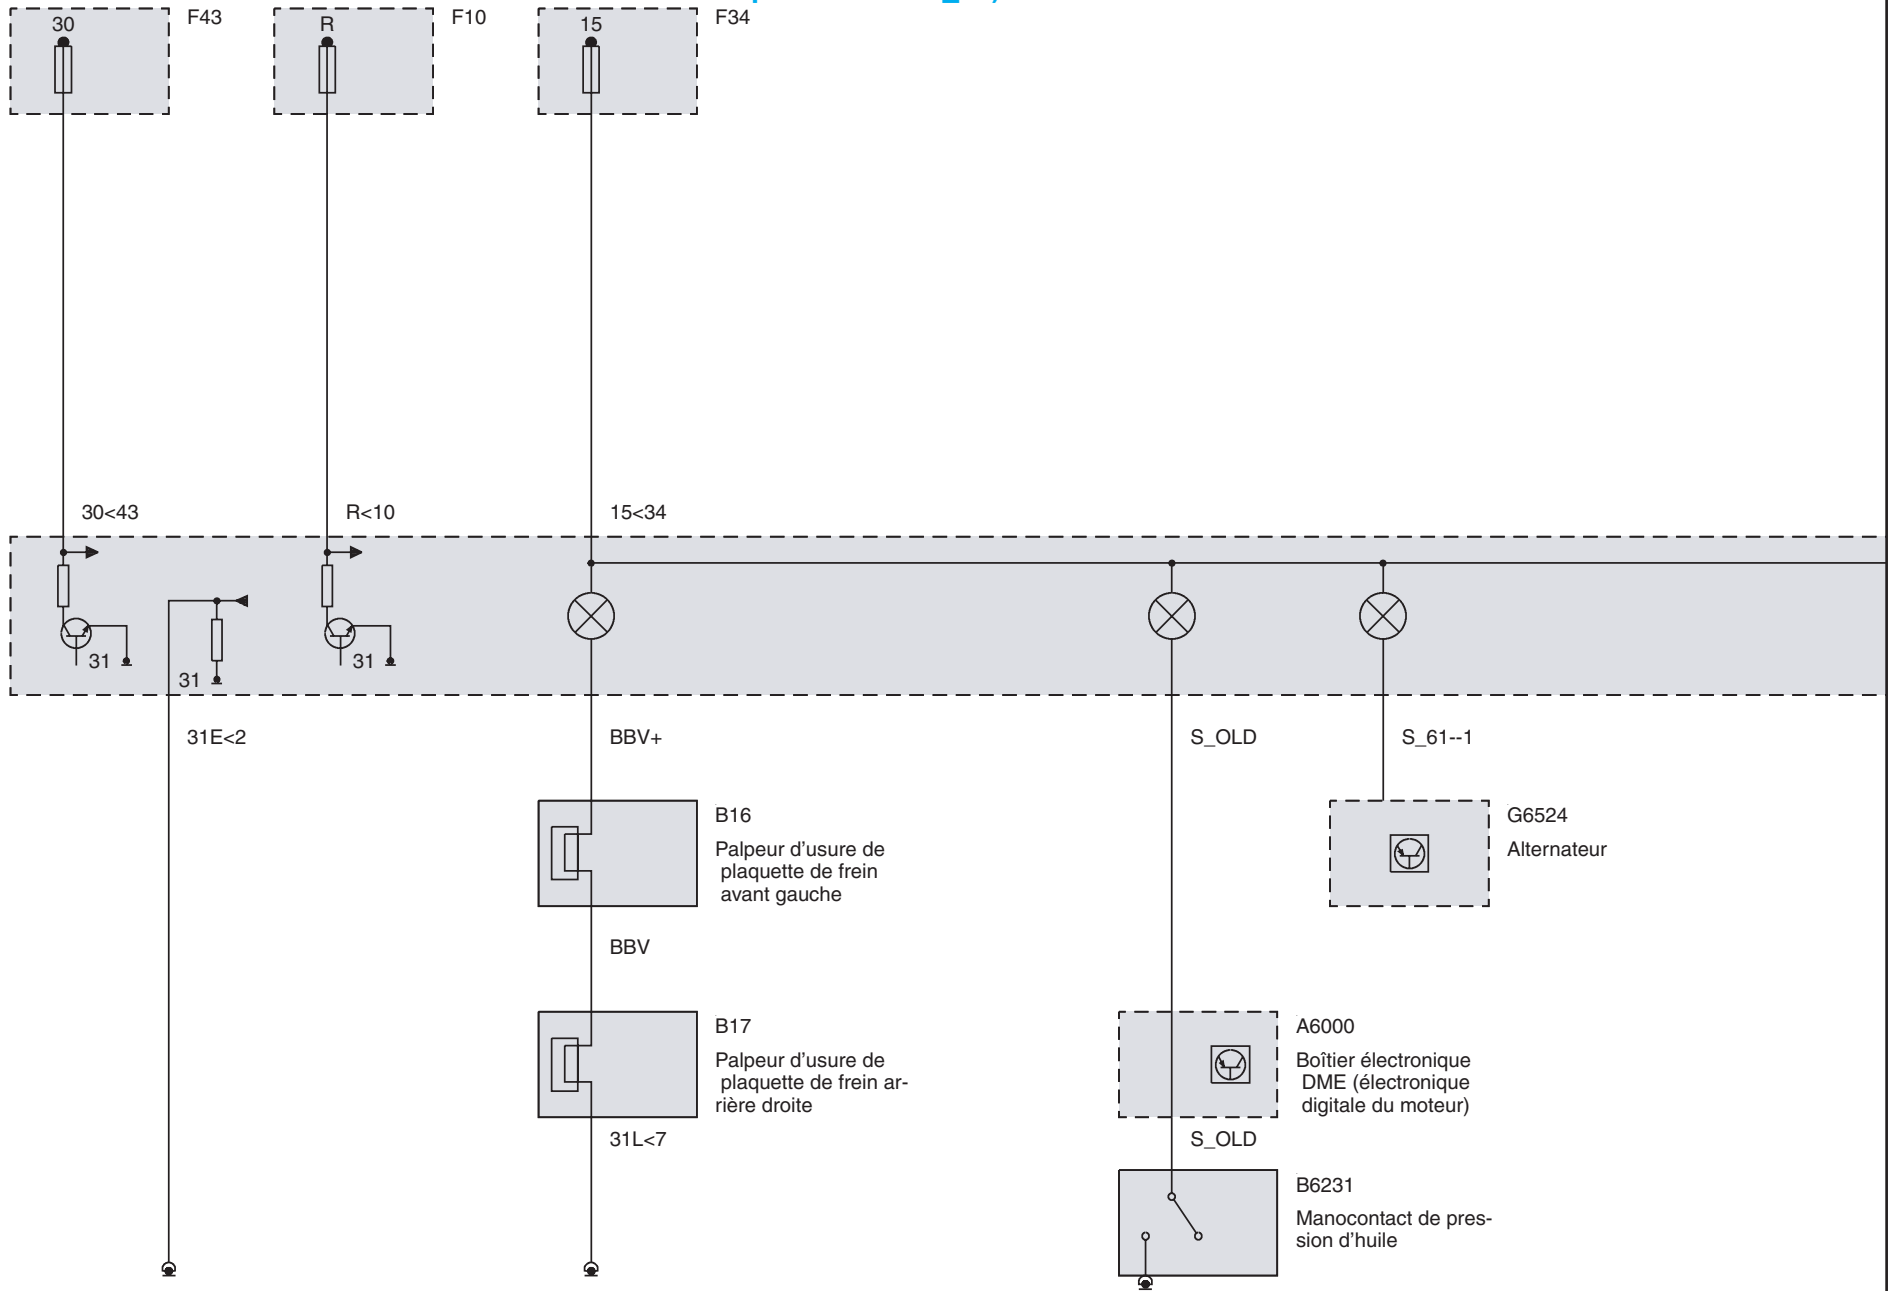 30
F43
R
F10
15
F34
30<43
R<10
15<34
31
31
31
31E<2
BBV+
S_OLD
S_61--1
B16
Palpeur d'usure de
plaquette de frein
avant gauche
G6524
Alternateur
BBV
B17
Palpeur d'usure de
plaquette de frein ar-
rière droite
A6000
Boîtier électronique
DME (électronique
digitale du moteur)
31L<7
S_OLD
B6231
Manocontact de pres-
sion d'huile